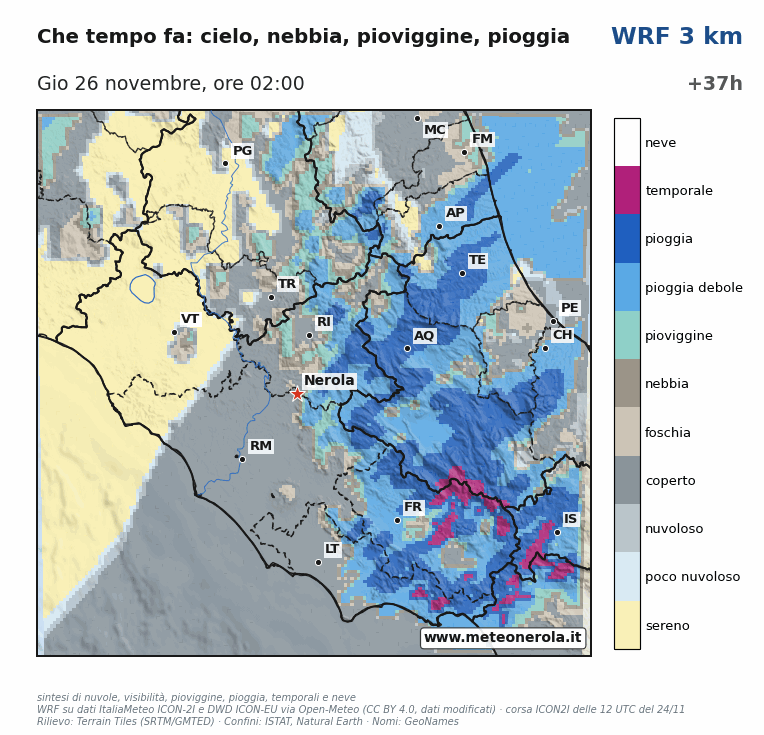 Che tempo fa: cielo, nebbia, pioviggine, pioggia
WRF 3 km
Gio 26 novembre, ore 02:00
+37h
MC
FM
PG
AP
TE
TR
PE
VT
RI
AQ
CH
Nerola
RM
FR
IS
LT
www.meteonerola.it
neve
temporale
pioggia
pioggia debole
pioviggine
nebbia
foschia
coperto
nuvoloso
poco nuvoloso
sereno
sintesi di nuvole, visibilità, pioviggine, pioggia, temporali e neve
WRF su dati ItaliaMeteo ICON-2I e DWD ICON-EU via Open-Meteo (CC BY 4.0, dati modificati) · corsa ICON2I delle 12 UTC del 24/11
Rilievo: Terrain Tiles (SRTM/GMTED) · Confini: ISTAT, Natural Earth · Nomi: GeoNames